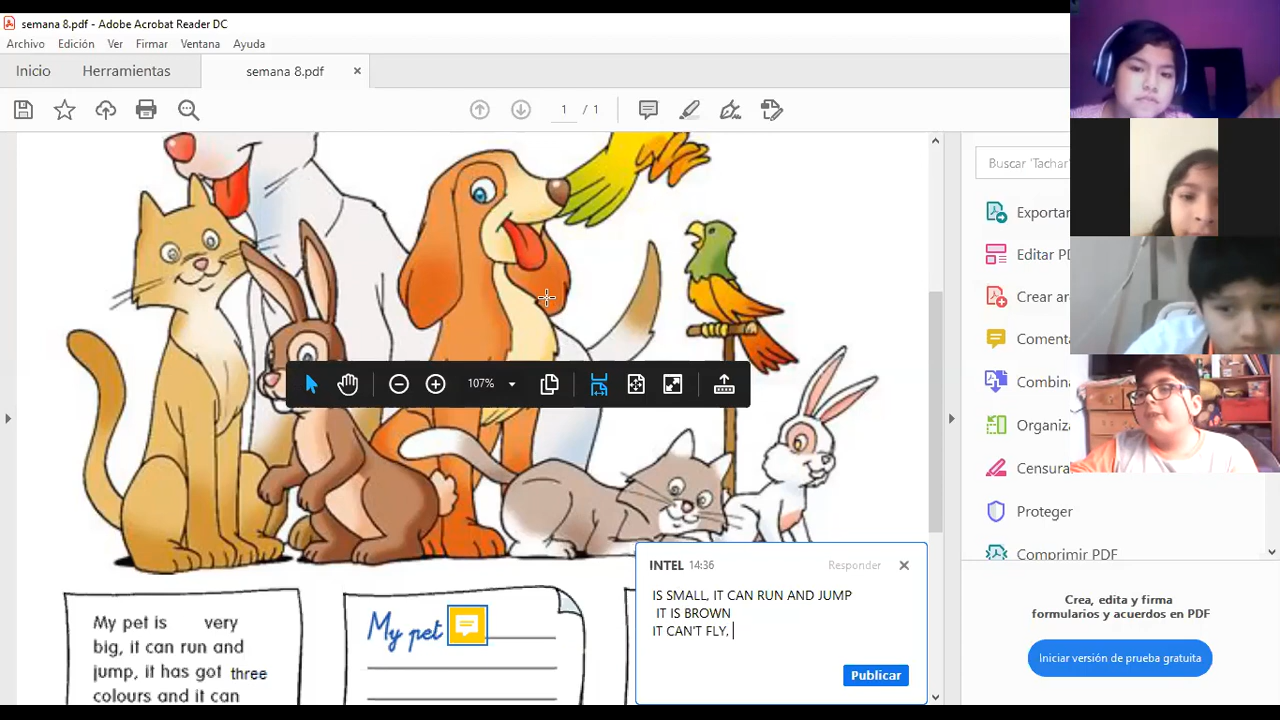 semana 8.pdf - Adobe Acrobat Reader DC
Archivo Edición Ver Firmar Ventana Ayuda
Inicio Herramientas semana 8.pdf
1 / 1
Buscar 'Tachar'
Exportar
Editar PD
Crear ar
Comenta
Combina
Organiza
Censura
Proteger
Comprimir PDF
107%
INTEL 14:36 Responder
IS SMALL, IT CAN RUN AND JUMP
IT IS BROWN
IT CAN'T FLY.
Publicar
My pet is very
big, it can run and
jump, it has got three
colours and it can
My pet
Crea, edita y firma
formularios y acuerdos en PDF
Iniciar versión de prueba gratuita